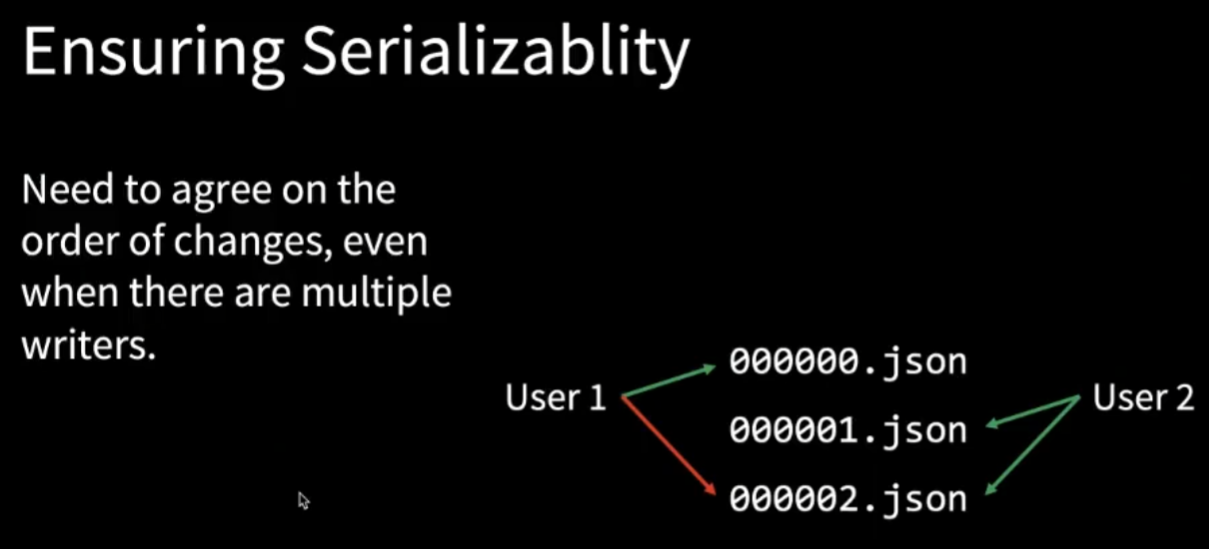 Ensuring Serializablity
Need to agree on the
order of changes, even
when there are multiple
writers.
000000.json
User 1
User 2
000001.json
000002.json